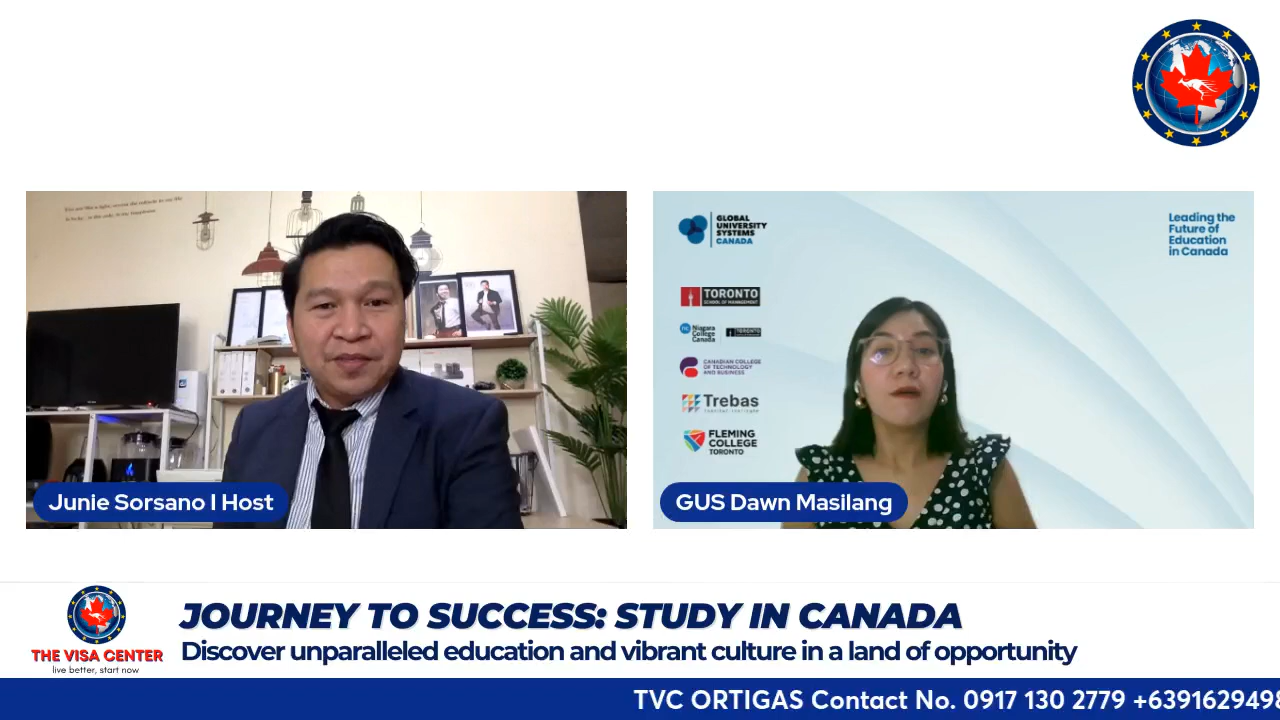 GLOBAL
UNIVERSITY
SYSTEMS
CANADA
Leading the
Future of
Education
in Canada
TORONTO
SCHOOL OF MANAGEMENT
nc Niagara
College
Canada
TORONTO
CANADIAN COLLEGE
OF TECHNOLOGY
AND BUSINESS
Trebas
FLEMING
COLLEGE
TORONTO
Junie Sorsano I Host
GUS Dawn Masilang
JOURNEY TO SUCCESS: STUDY IN CANADA
Discover unparalleled education and vibrant culture in a land of opportunity
THE VISA CENTER
live better, start now
TVC ORTIGAS Contact No. 0917 130 2779 +6391629498